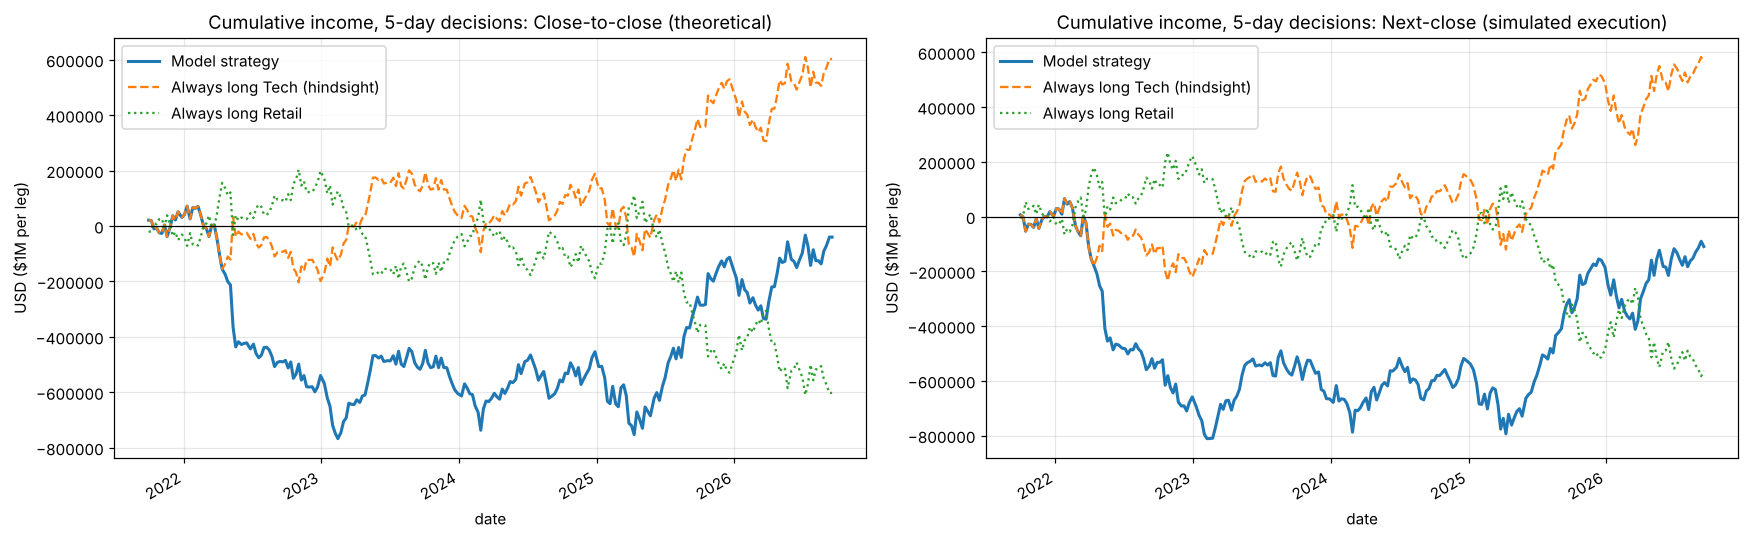 Cumulative income, 5-day decisions: Close-to-close (theoretical)
USD ($1M per leg)
600000
400000
200000
0
−200000
−400000
−600000
−800000
Model strategy
Always long Tech (hindsight)
Always long Retail
2022
2023
2024
2025
2026
date
Cumulative income, 5-day decisions: Next-close (simulated execution)
USD ($1M per leg)
600000
400000
200000
0
−200000
−400000
−600000
−800000
Model strategy
Always long Tech (hindsight)
Always long Retail
2022
2023
2024
2025
2026
date